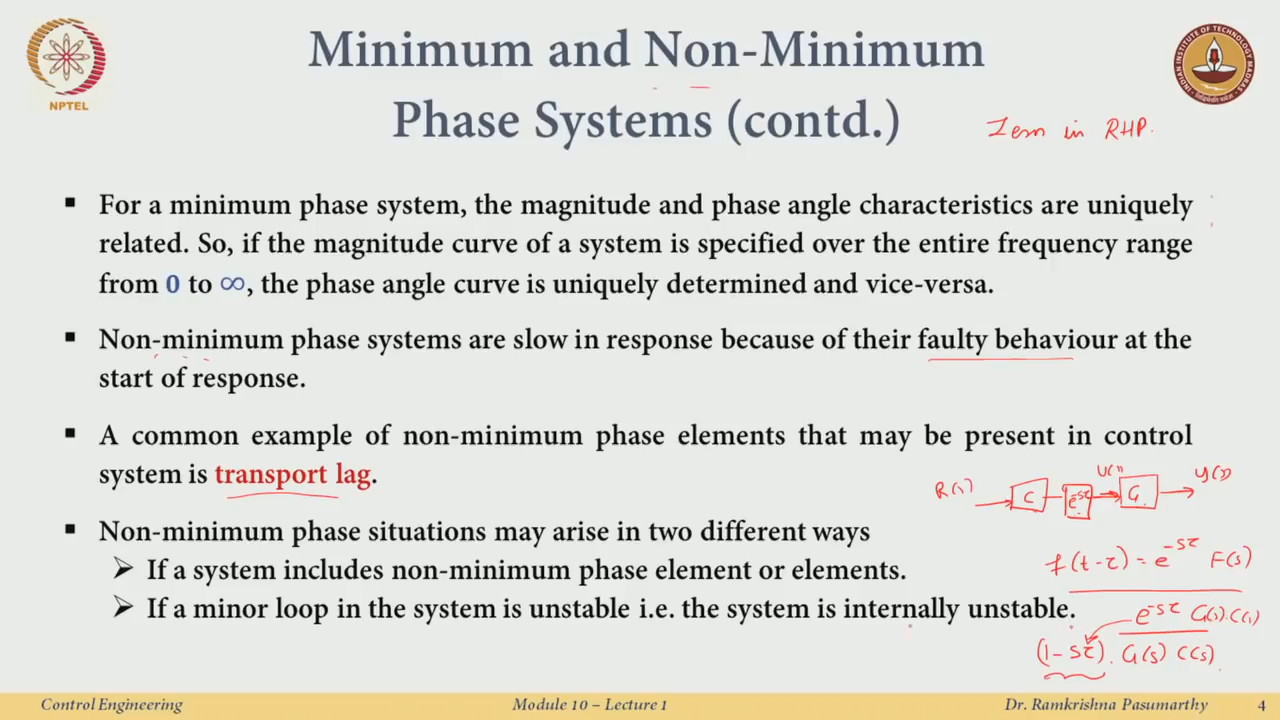 Minimum and Non-Minimum
Phase Systems (contd.)
NPTEL
INDIAN INSTITUTE OF TECHNOLOGY MADRAS
Zero in RHP.
▪ For a minimum phase system, the magnitude and phase angle characteristics are uniquely
related. So, if the magnitude curve of a system is specified over the entire frequency range
from 0 to ∞, the phase angle curve is uniquely determined and vice-versa.
▪ Non-minimum phase systems are slow in response because of their faulty behaviour at the
start of response.
▪ A common example of non-minimum phase elements that may be present in control
system is transport lag.
R(s) C e^-sτ U(s) G Y(s)
▪ Non-minimum phase situations may arise in two different ways
f(t-τ) = e^-sτ F(s)
➢ If a system includes non-minimum phase element or elements.
➢ If a minor loop in the system is unstable i.e. the system is internally unstable.
e^-sτ G(s).C(s)
(1-sτ). G(s) C(s)
Control Engineering
Module 10 – Lecture 1
Dr. Ramkrishna Pasumarthy
4